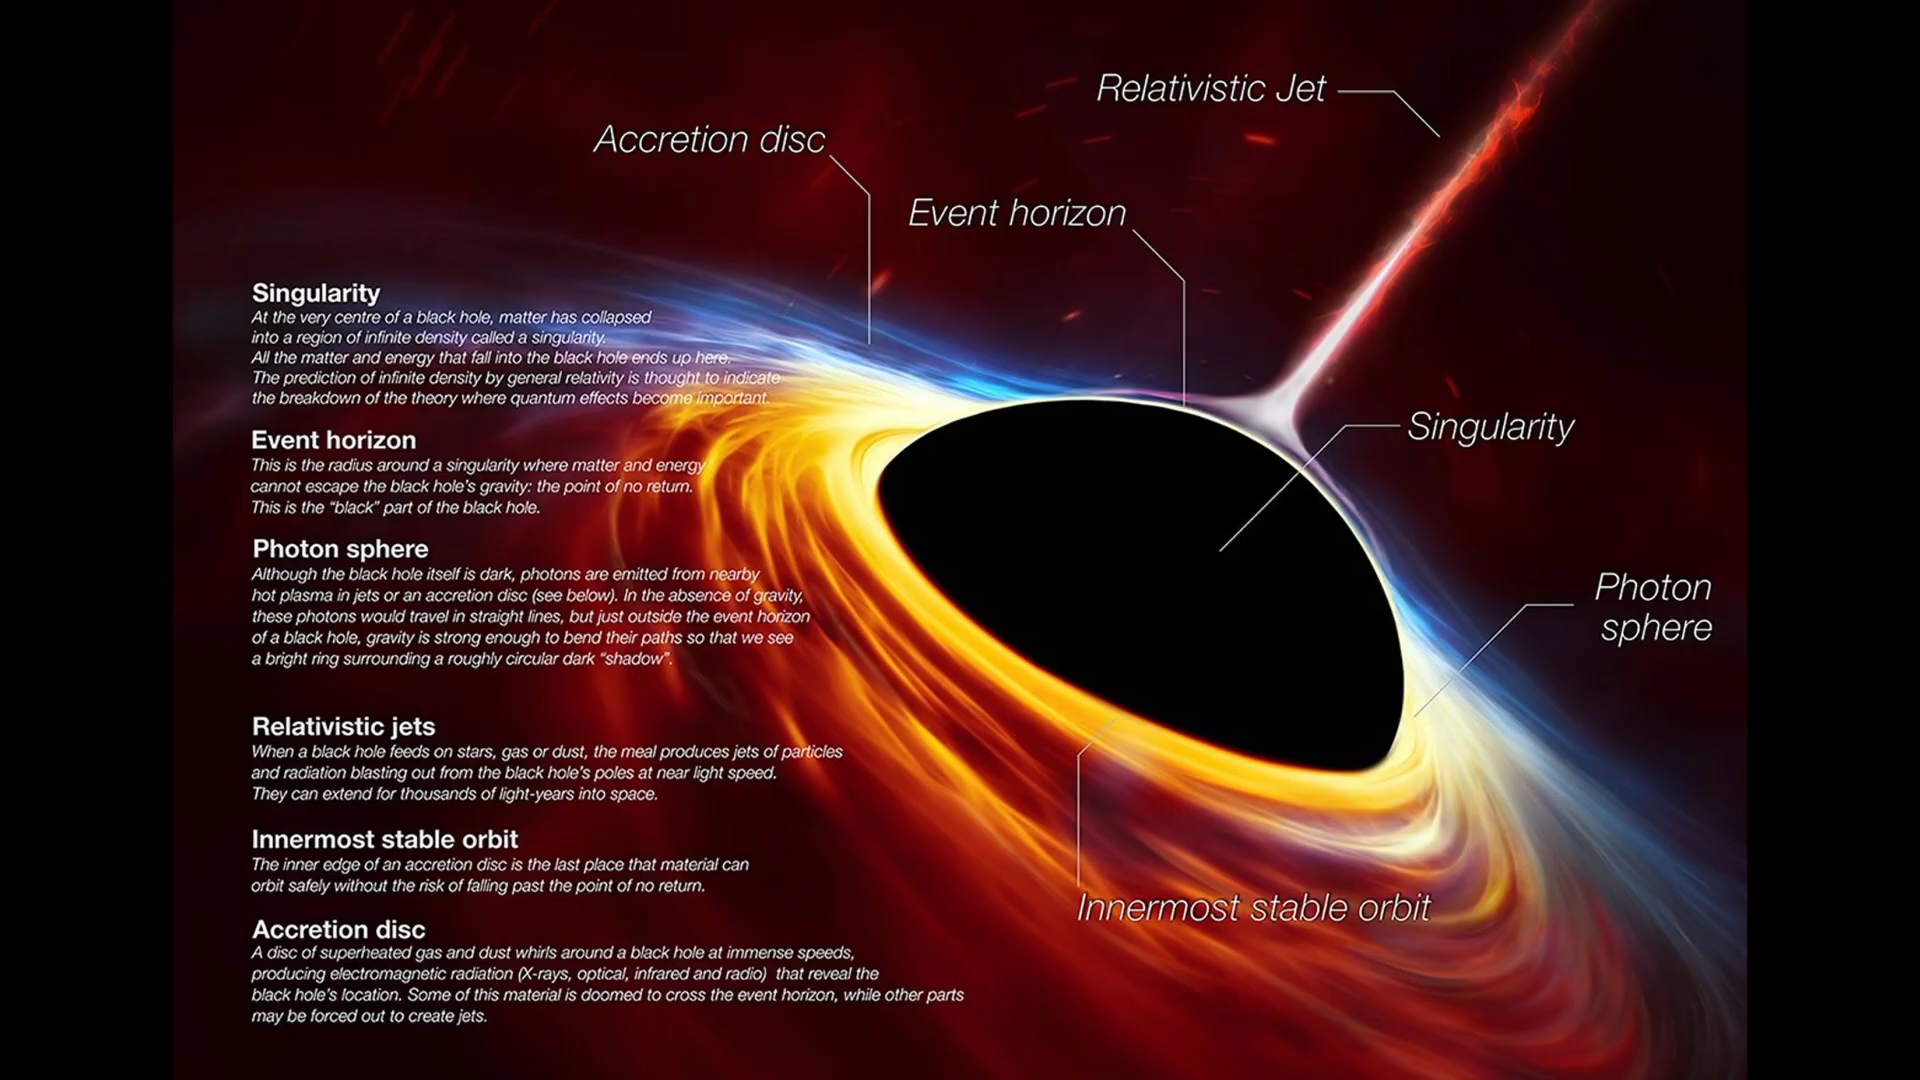 Relativistic Jet
Accretion disc
Event horizon
Singularity
Photon
sphere
Innermost stable orbit
Singularity
At the very centre of a black hole, matter has collapsed
into a region of infinite density called a singularity.
All the matter and energy that fall into the black hole ends up here.
The prediction of infinite density by general relativity is thought to indicate
the breakdown of the theory where quantum effects become important.
Event horizon
This is the radius around a singularity where matter and energy
cannot escape the black hole's gravity: the point of no return.
This is the “black” part of the black hole.
Photon sphere
Although the black hole itself is dark, photons are emitted from nearby
hot plasma in jets or an accretion disc (see below). In the absence of gravity,
these photons would travel in straight lines, but just outside the event horizon
of a black hole, gravity is strong enough to bend their paths so that we see
a bright ring surrounding a roughly circular dark “shadow”.
Relativistic jets
When a black hole feeds on stars, gas or dust, the meal produces jets of particles
and radiation blasting out from the black hole's poles at near light speed.
They can extend for thousands of light-years into space.
Innermost stable orbit
The inner edge of an accretion disc is the last place that material can
orbit safely without the risk of falling past the point of no return.
Accretion disc
A disc of superheated gas and dust whirls around a black hole at immense speeds,
producing electromagnetic radiation (X-rays, optical, infrared and radio) that reveal the
black hole's location. Some of this material is doomed to cross the event horizon, while other parts
may be forced out to create jets.